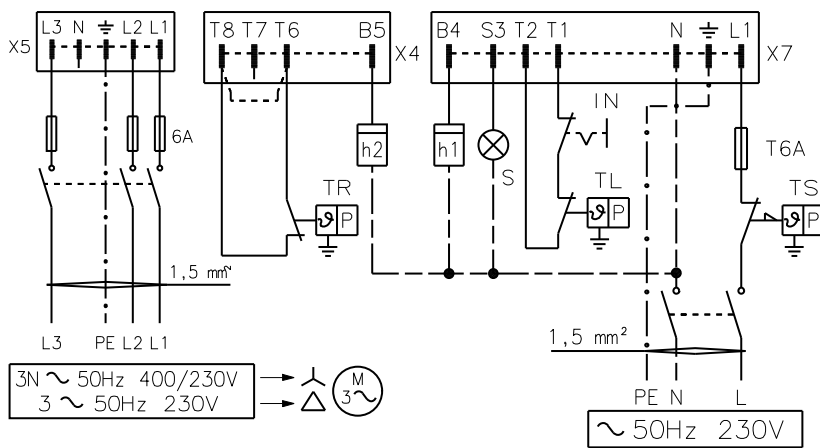 L3 N L2 L1
X5
6A
1,5 mm²
L3 PE L2 L1
3N ~ 50Hz 400/230V
3 ~ 50Hz 230V
M
3~
T8 T7 T6 B5
X4
h2
TR
P
B4 S3 T2 T1 N L1
X7
h1
S
IN
TL
ϑ P
T6A
TS
ϑ P
ϑ
1,5 mm²
PE N L
~ 50Hz 230V